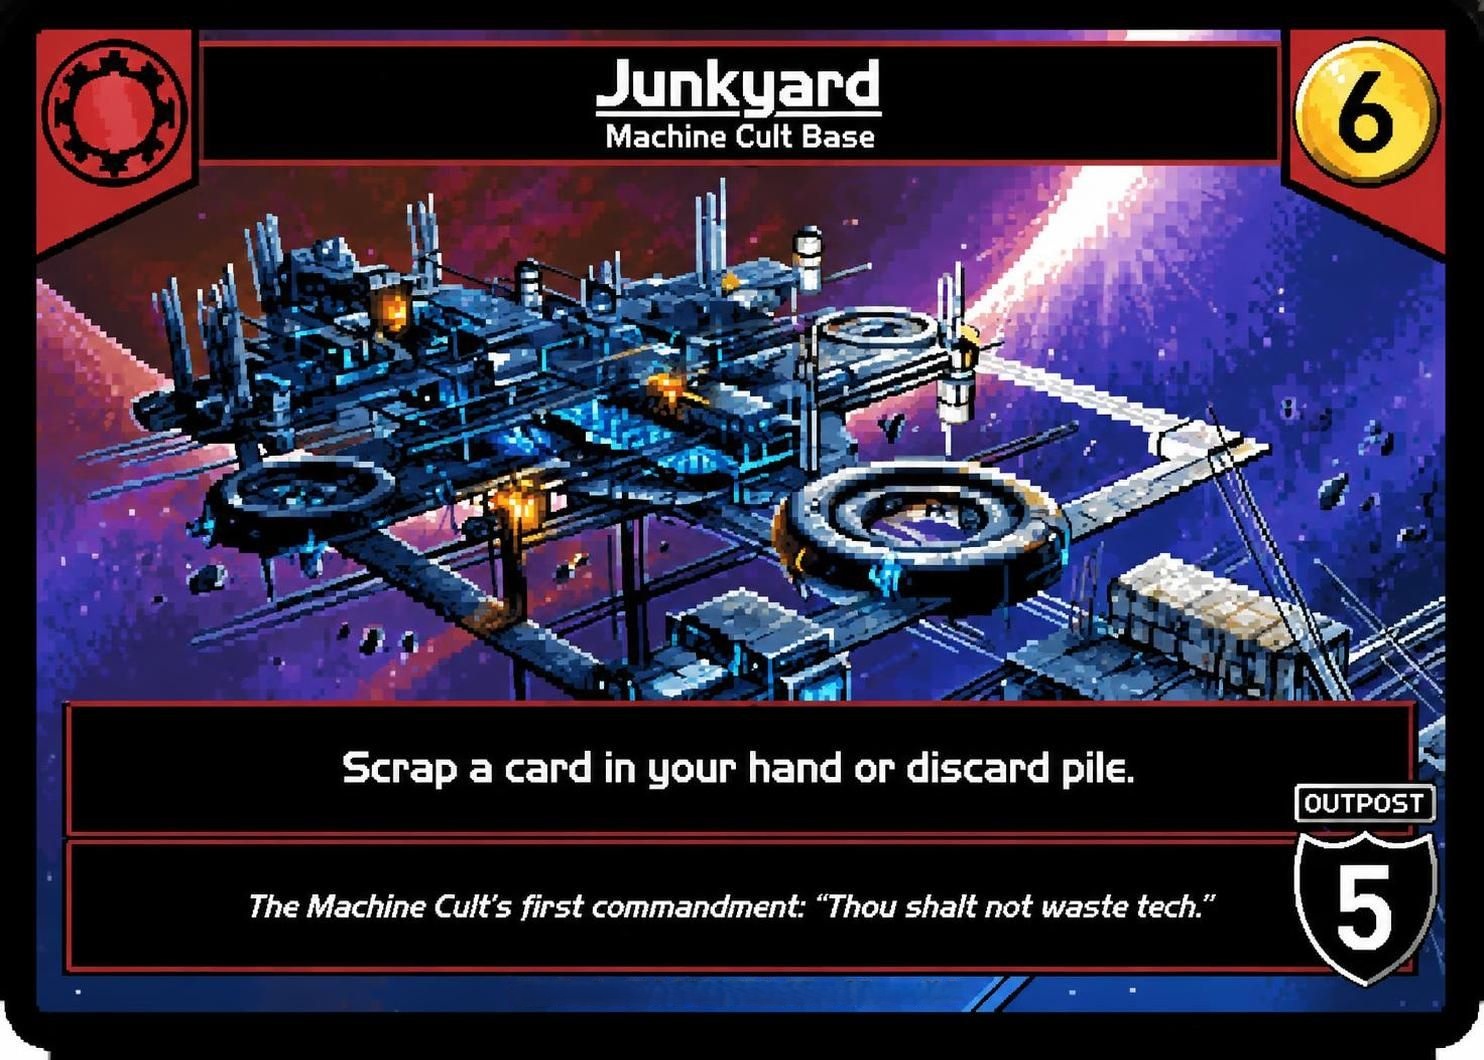 Junkyard
6
Machine Cult Base
Scrap a card in your hand or discard pile.
OUTPOST
5
The Machine Cult’s first commandment: “Thou shalt not waste tech.”